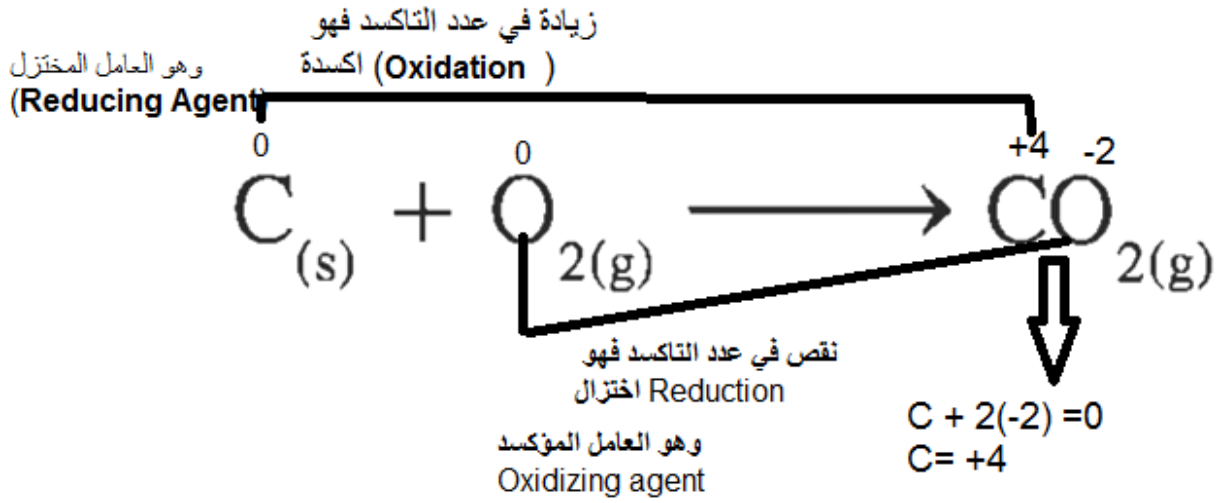 زيادة في عدد التاكسد فهو
اكسدة (Oxidation )
وهو العامل المختزل
(Reducing Agent)
0 0 +4 -2
C(s) + O2(g) → CO2(g)
نقص في عدد التاكسد فهو
اختزال Reduction
وهو العامل المؤكسد
Oxidizing agent
C + 2(-2) =0
C= +4